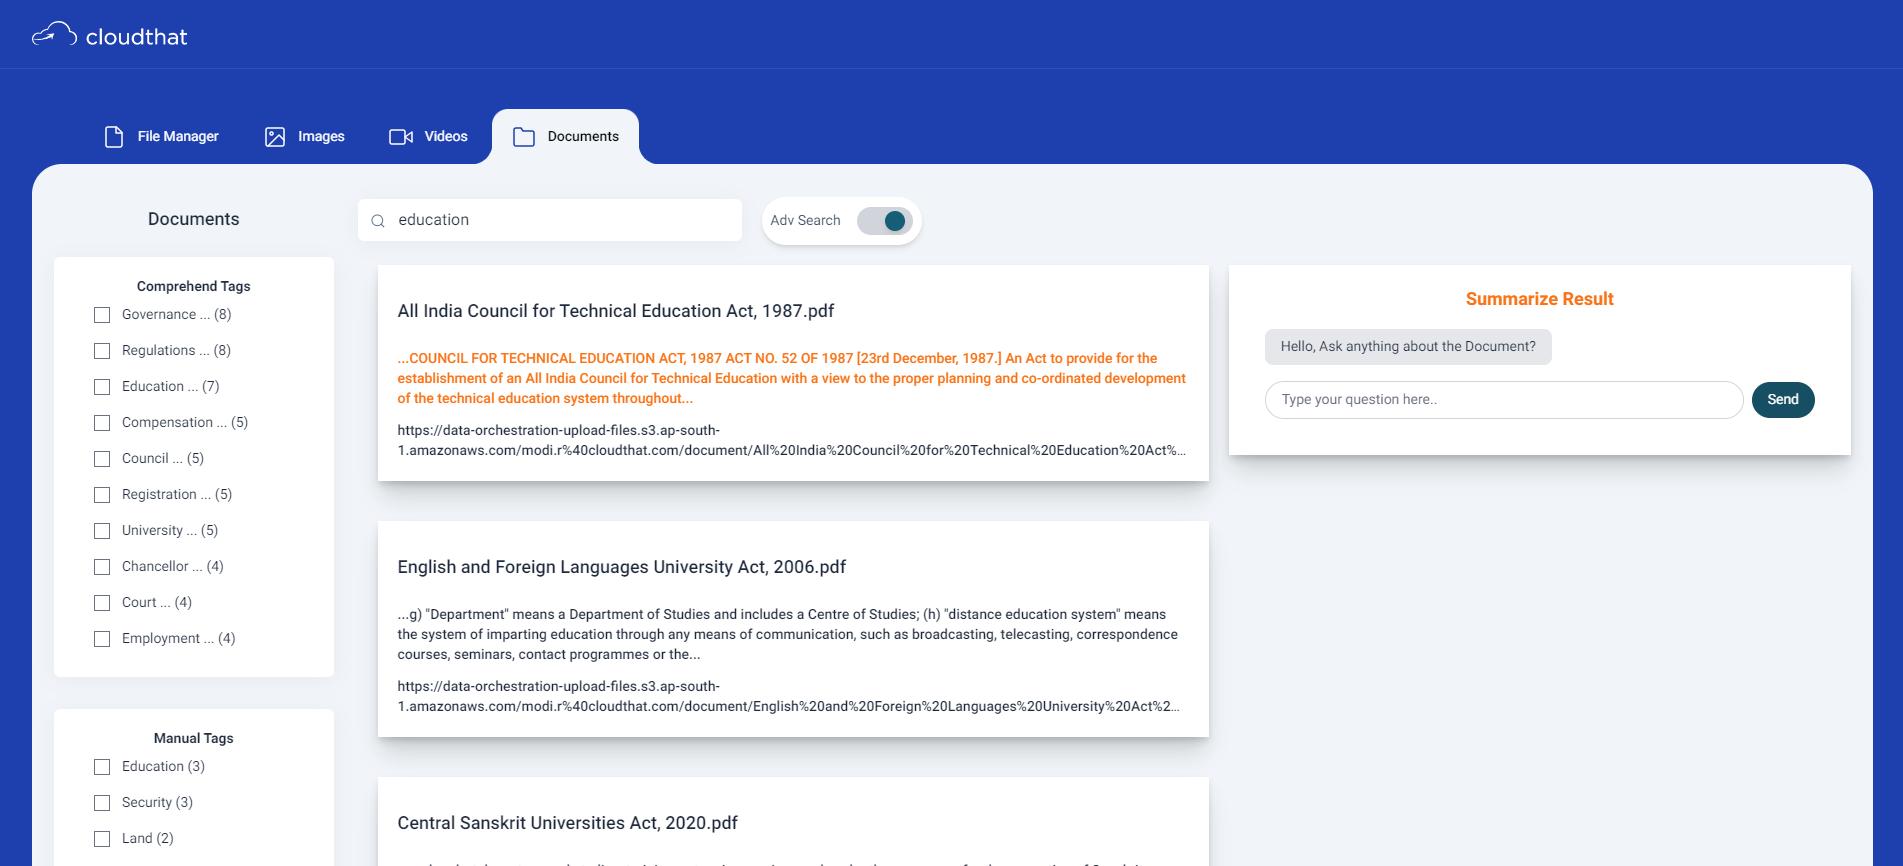 cloudthat
File Manager
Images
Videos
Documents
Documents
education
Adv Search
Comprehend Tags
Governance ... (8)
Regulations ... (8)
Education ... (7)
Compensation ... (5)
Council ... (5)
Registration ... (5)
University ... (5)
Chancellor ... (4)
Court ... (4)
Employment ... (4)
Manual Tags
Education (3)
Security (3)
Land (2)
All India Council for Technical Education Act, 1987.pdf
...COUNCIL FOR TECHNICAL EDUCATION ACT, 1987 ACT NO. 52 OF 1987 [23rd December, 1987.] An Act to provide for the
establishment of an All India Council for Technical Education with a view to the proper planning and co-ordinated development
of the technical education system throughout...
https://data-orchestration-upload-files.s3.ap-south-
1.amazonaws.com/modi.r%40cloudthat.com/document/All%20India%20Council%20for%20Technical%20Education%20Act%...
English and Foreign Languages University Act, 2006.pdf
...g) "Department" means a Department of Studies and includes a Centre of Studies; (h) "distance education system" means
the system of imparting education through any means of communication, such as broadcasting, telecasting, correspondence
courses, seminars, contact programmes or the...
https://data-orchestration-upload-files.s3.ap-south-
1.amazonaws.com/modi.r%40cloudthat.com/document/English%20and%20Foreign%20Languages%20University%20Act%2...
Central Sanskrit Universities Act, 2020.pdf
Summarize Result
Hello, Ask anything about the Document?
Type your question here..
Send